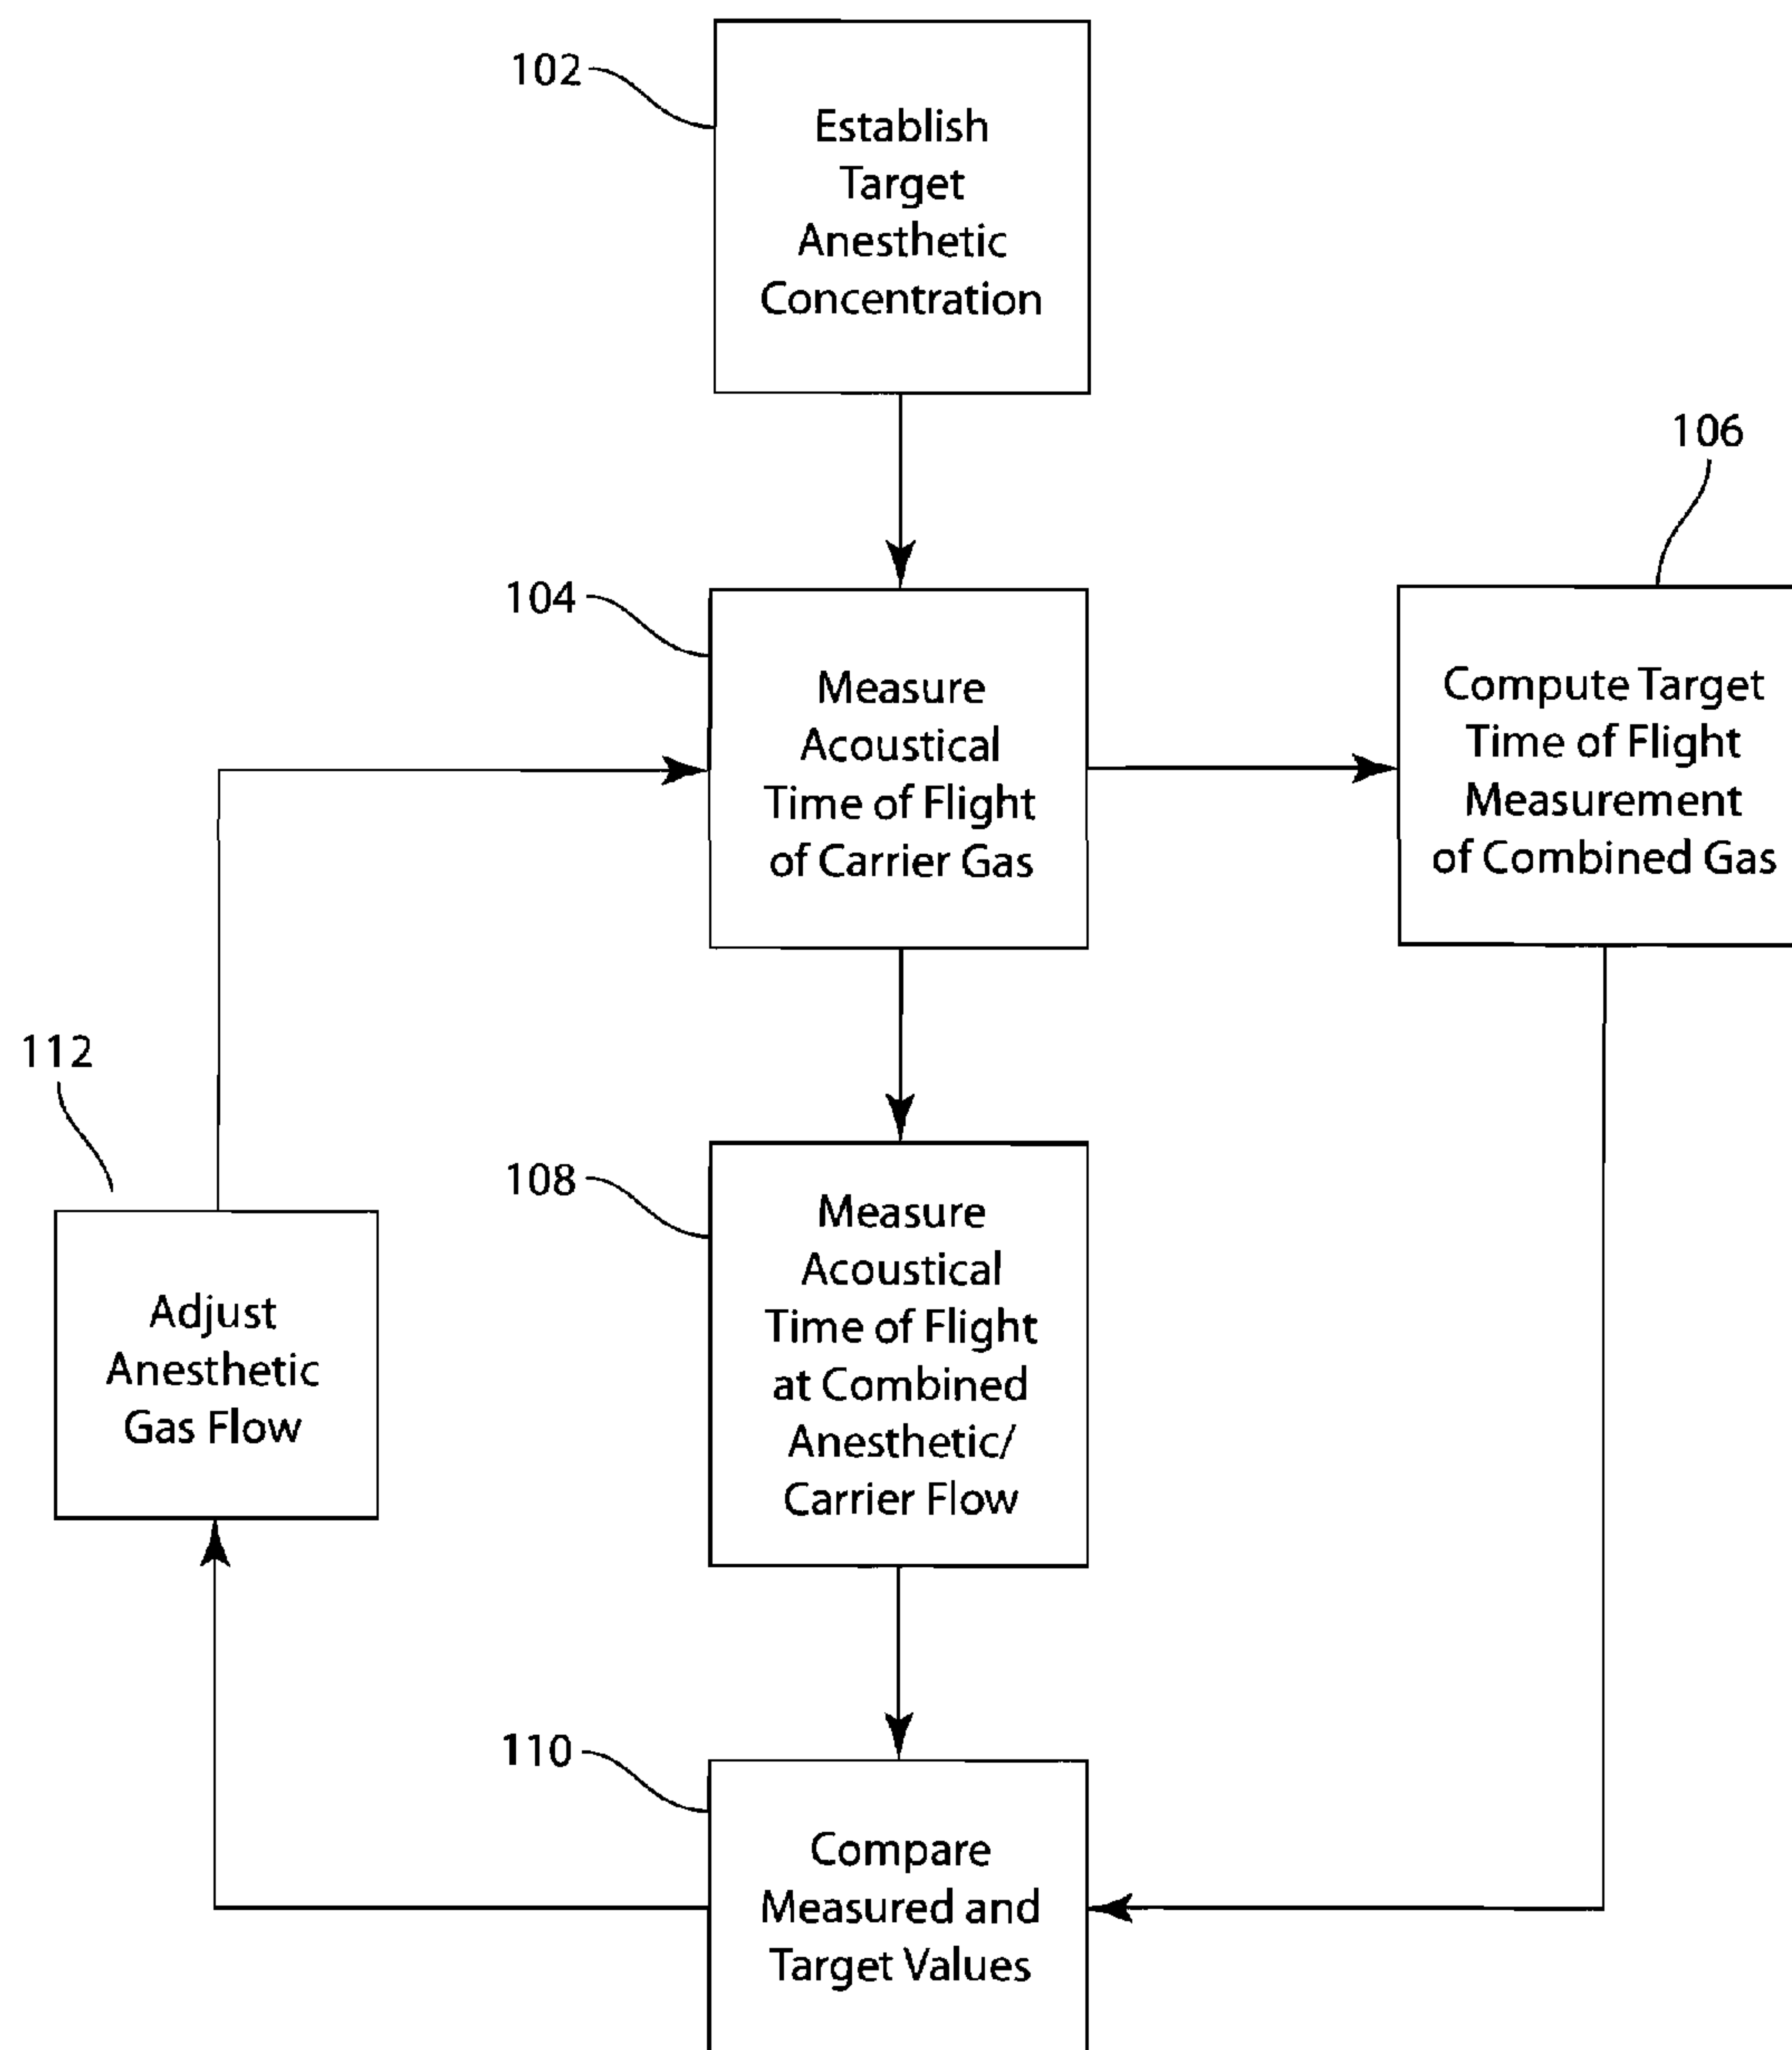 102
Establish
Target
Anesthetic
Concentration
106
104
Measure
Acoustical
Time of Flight
of Carrier Gas
Compute Target
Time of Flight
Measurement
of Combined Gas
112
108
Measure
Acoustical
Time of Flight
at Combined
Anesthetic/
Carrier Flow
Adjust
Anesthetic
Gas Flow
110
Compare
Measured and
Target Values